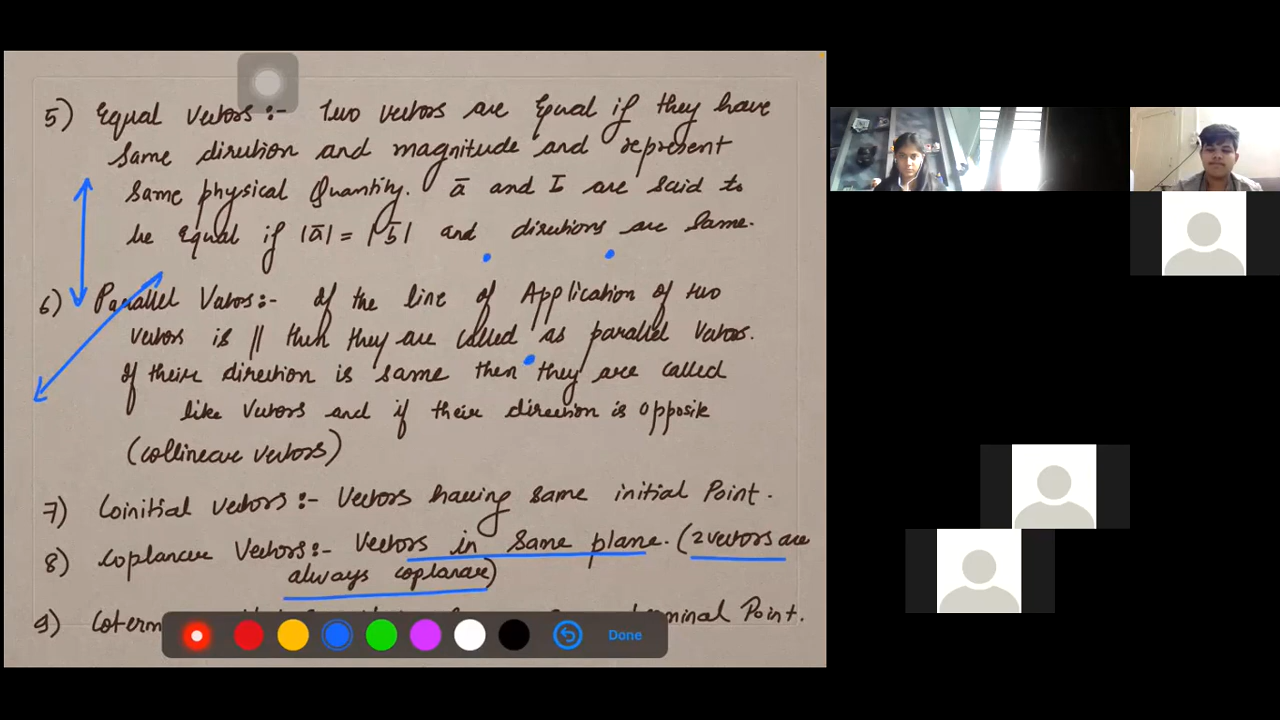 5) Equal vectors :- Two vectors are Equal if they have
same direction and magnitude and represent
same physical Quantity. a̅ and b̅ are said to
be Equal if |a̅| = |b̅| and directions are same.
6) Parallel Vectors :- If the line of Application of two
vectors is || then they are called as parallel vectors.
If their direction is same then they are called
like Vectors and if their direction is opposite
(collinear vectors)
7) Coinitial vectors :- Vectors having same initial Point.
8) Coplanar Vectors :- Vectors in same plane. (2 vectors are
always coplanar)
9) Coterm minal Point.
Done